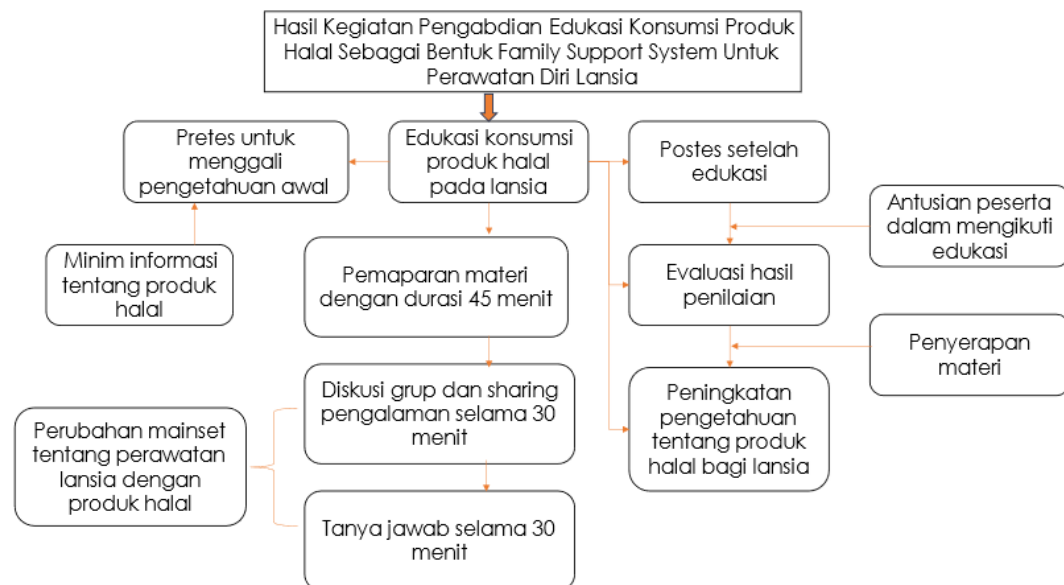 Hasil Kegiatan Pengabdian Edukasi Konsumsi Produk
Halal Sebagai Bentuk Family Support System Untuk
Perawatan Diri Lansia
Pretes untuk
menggali
pengetahuan awal
Edukasi konsumsi
produk halal
pada lansia
Postes setelah
edukasi
Antusian peserta
dalam mengikuti
edukasi
Minim informasi
tentang produk
halal
Pemaparan materi
dengan durasi 45 menit
Evaluasi hasil
penilaian
Penyerapan
materi
Diskusi grup dan sharing
pengalaman selama 30
menit
Peningkatan
pengetahuan
tentang produk
halal bagi lansia
Perubahan mainset
tentang perawatan
lansia dengan
produk halal
Tanya jawab selama 30
menit